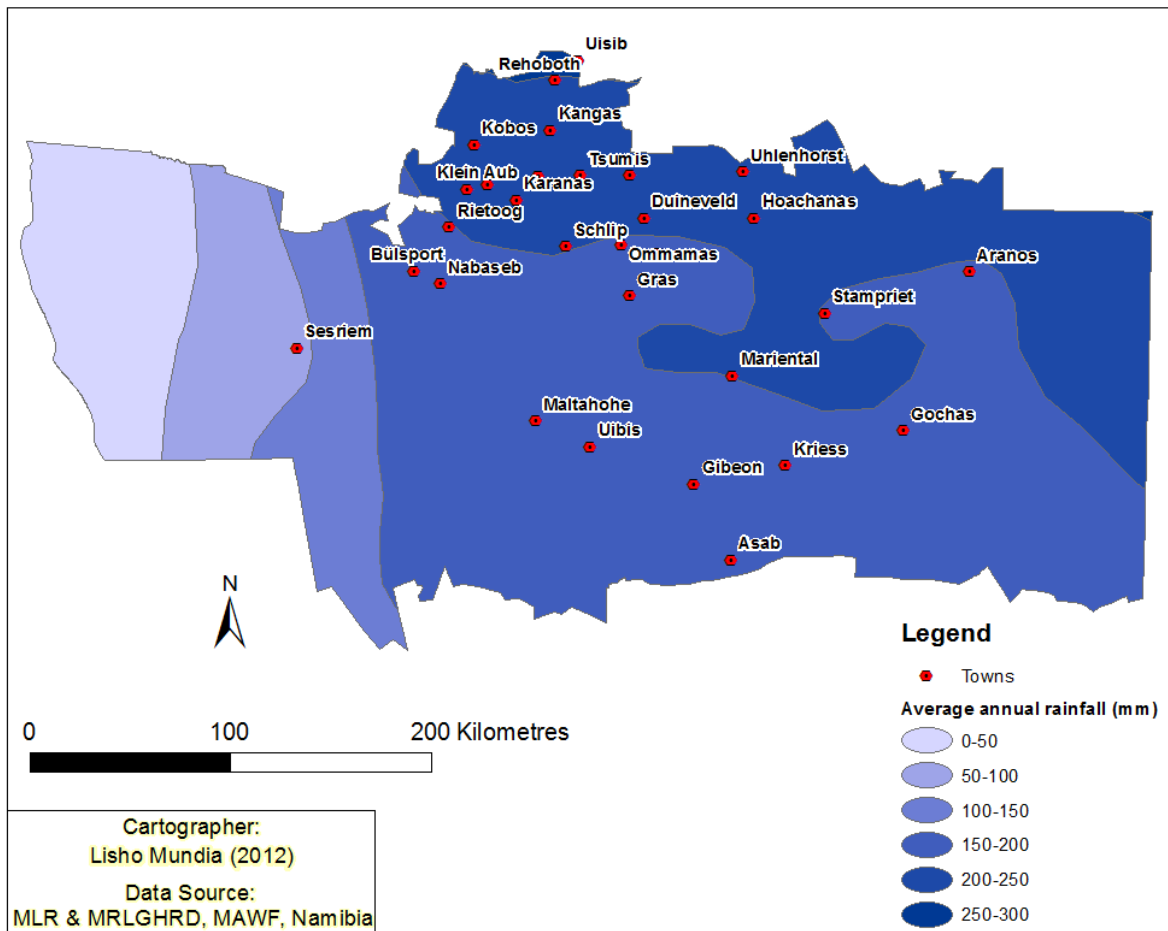 Uisib
Rehoboth
Kangas
Kobos
Tsumis
Uhlenhorst
Klein Aub
Karanas
Duineveld
Hoachanas
Rietoog
Schlip
Ommamas
Bülsport
Nabaseb
Aranos
Gras
Stampriet
Sesriem
Mariental
Maltahohe
Gochas
Uibis
Kriess
Gibeon
Asab
N
Legend
Towns
Average annual rainfall (mm)
0-50
50-100
100-150
150-200
200-250
250-300
0 100 200 Kilometres
Cartographer:
Lisho Mundia (2012)
Data Source:
MLR & MRLGHRD, MAWF, Namibia